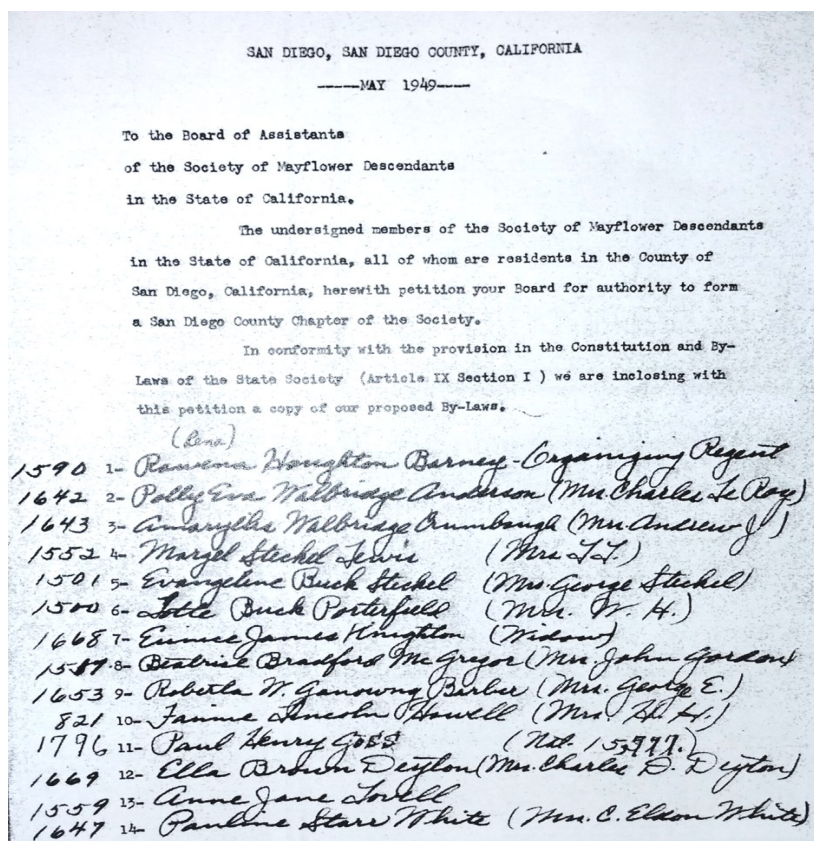 SAN DIEGO, SAN DIEGO COUNTY, CALIFORNIA
-----MAY 1949----
To the Board of Assistants
of the Society of Mayflower Descendants
in the State of California.
The undersigned members of the Society of Mayflower Descendants
in the State of California, all of whom are residents in the County of
San Diego, California, herewith petition your Board for authority to form
a San Diego County Chapter of the Society.
In conformity with the provision in the Constitution and By-
Laws of the State Society (Article IX Section I ) we are inclosing with
this petition a copy of our proposed By-Laws.
(Rena)
1590 1- Rowena Houghton Barney - Organizing Regent
1642 2- Polly Eva Walbridge Anderson (Mrs. Charles Le Roy)
1643 3- Amaryllis Walbridge Crumbaugh (Mrs. Andrew J)
1552 4- Margel Steckel Lewis (Mrs
1501 5- Evangeline Buck Steckel (Mrs. George Steckel)
1500 6- Lotte Buck Porterfield (Mrs. W. H.)
1668 7- Eunice James Knighton (Widow)
8- Beatrice Bradford McGregor (Mrs. John Gordon)
1653 9- Roberta W. Barber (Mrs. George E.)
821 10- Fannie Lincoln Howell (Mrs. H. H.)
1796 11- Paul Henry Goss (Nat. 15,997.)
1669 12- Ella Brown Deyton (Mrs. Charles D. Deyton)
1559 13- Anne Jane Lovell
1647 14- Pauline Starr White (Mrs. C. Eldon White)